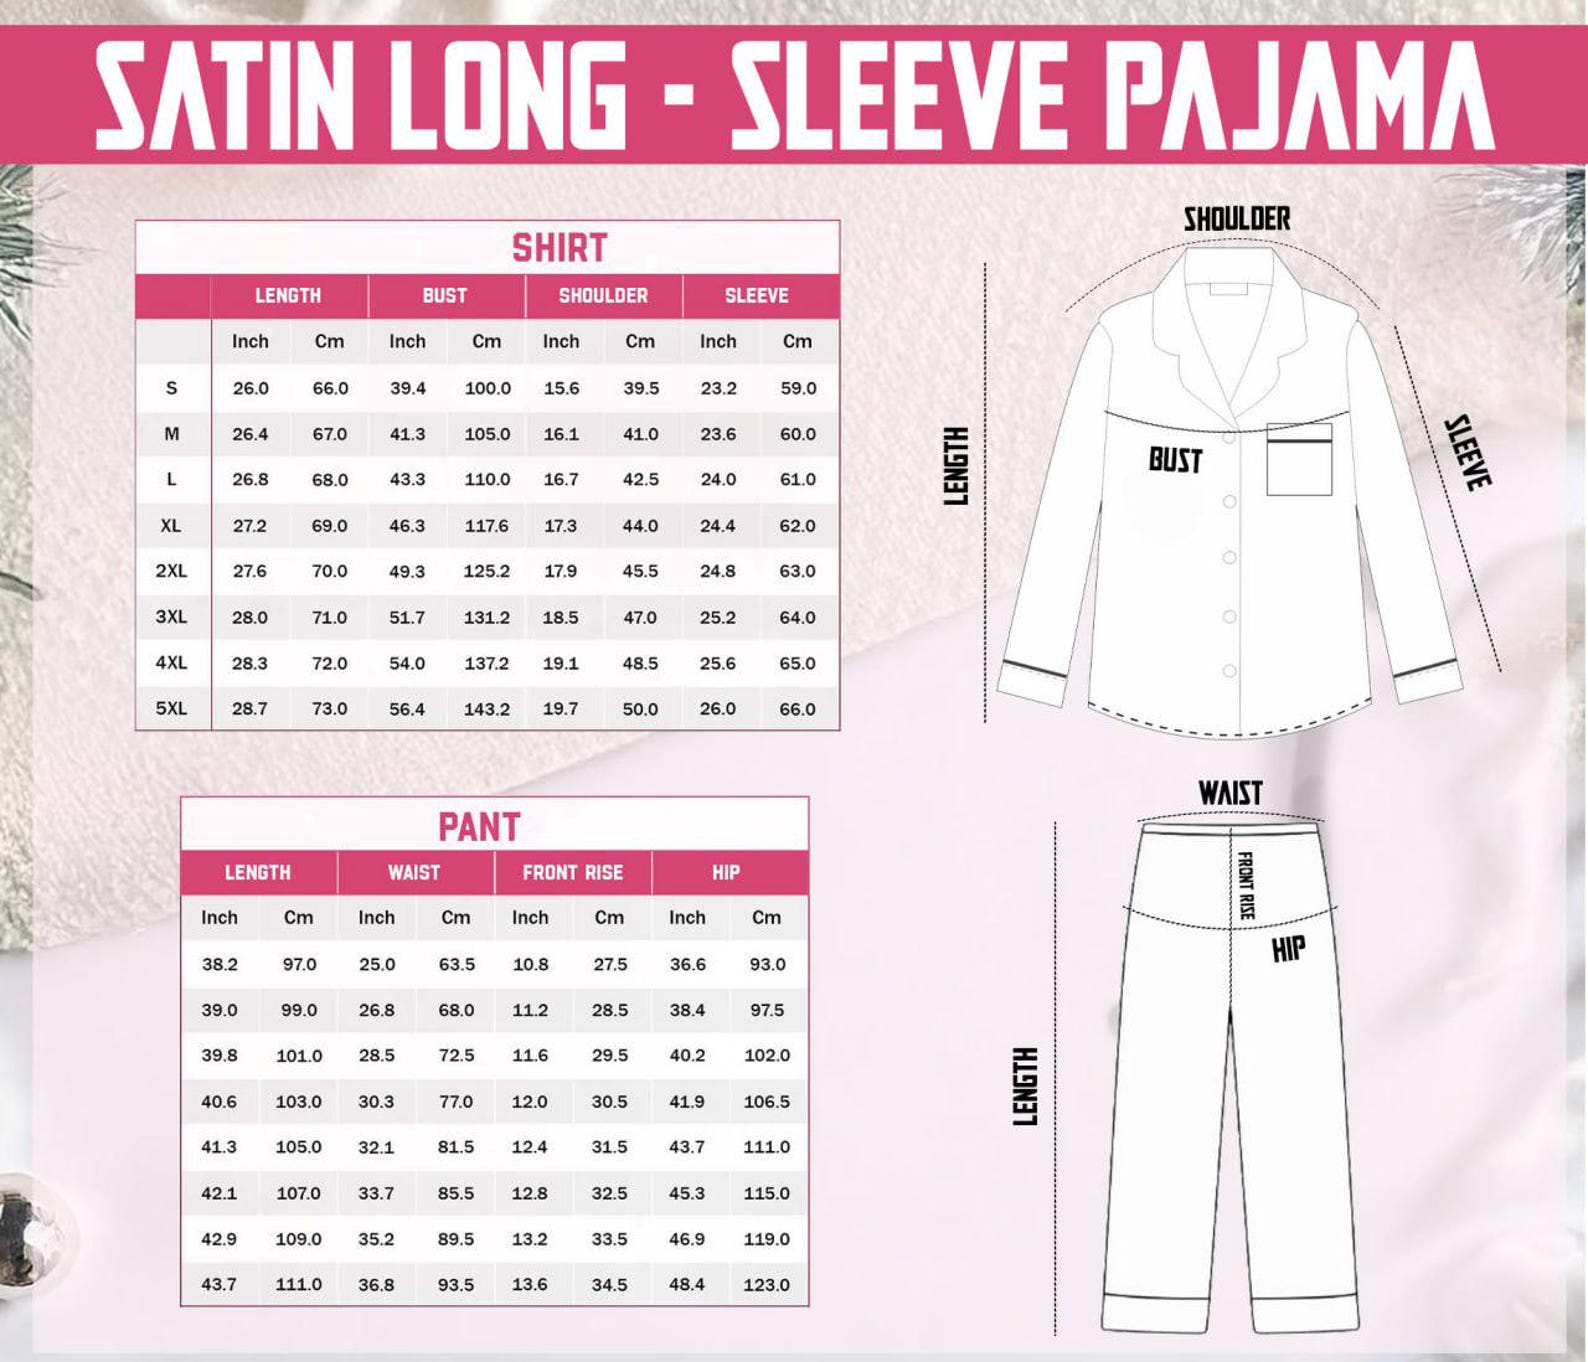 SATIN LONG - SLEEVE PAJAMA
SHIRT
LENGTH BUST SHOULDER SLEEVE
Inch Cm Inch Cm Inch Cm Inch Cm
S 26.0 66.0 39.4 100.0 15.6 39.5 23.2 59.0
M 26.4 67.0 41.3 105.0 16.1 41.0 23.6 60.0
L 26.8 68.0 43.3 110.0 16.7 42.5 24.0 61.0
XL 27.2 69.0 46.3 117.6 17.3 44.0 24.4 62.0
2XL 27.6 70.0 49.3 125.2 17.9 45.5 24.8 63.0
3XL 28.0 71.0 51.7 131.2 18.5 47.0 25.2 64.0
4XL 28.3 72.0 54.0 137.2 19.1 48.5 25.6 65.0
5XL 28.7 73.0 56.4 143.2 19.7 50.0 26.0 66.0
SHOULDER
LENGTH
BUST
SLEEVE
PANT
LENGTH WAIST FRONT RISE HIP
Inch Cm Inch Cm Inch Cm Inch Cm
38.2 97.0 25.0 63.5 10.8 27.5 36.6 93.0
39.0 99.0 26.8 68.0 11.2 28.5 38.4 97.5
39.8 101.0 28.5 72.5 11.6 29.5 40.2 102.0
40.6 103.0 30.3 77.0 12.0 30.5 41.9 106.5
41.3 105.0 32.1 81.5 12.4 31.5 43.7 111.0
42.1 107.0 33.7 85.5 12.8 32.5 45.3 115.0
42.9 109.0 35.2 89.5 13.2 33.5 46.9 119.0
43.7 111.0 36.8 93.5 13.6 34.5 48.4 123.0
WAIST
FRONT RISE
HIP
LENGTH